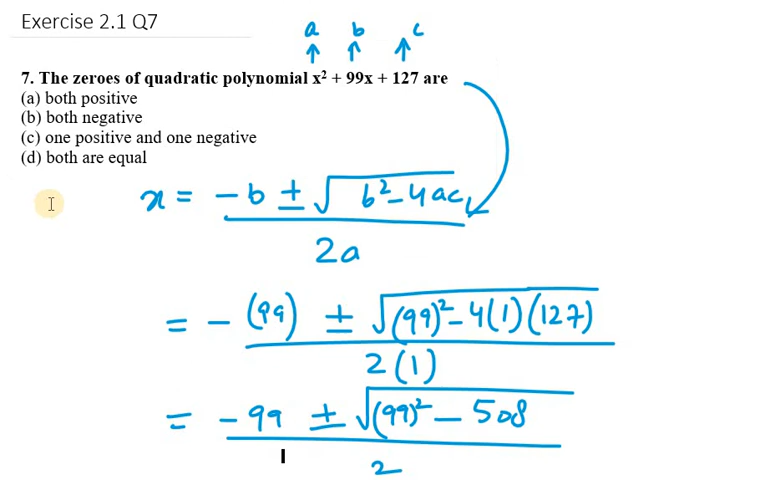 Exercise 2.1 Q7
a b c
7. The zeroes of quadratic polynomial x² + 99x + 127 are
(a) both positive
(b) both negative
(c) one positive and one negative
(d) both are equal
x = -b ± √b²-4ac
2a
= - (99) ± √(99)²-4(1)(127)
2(1)
= -99 ± √(99)² - 508
2